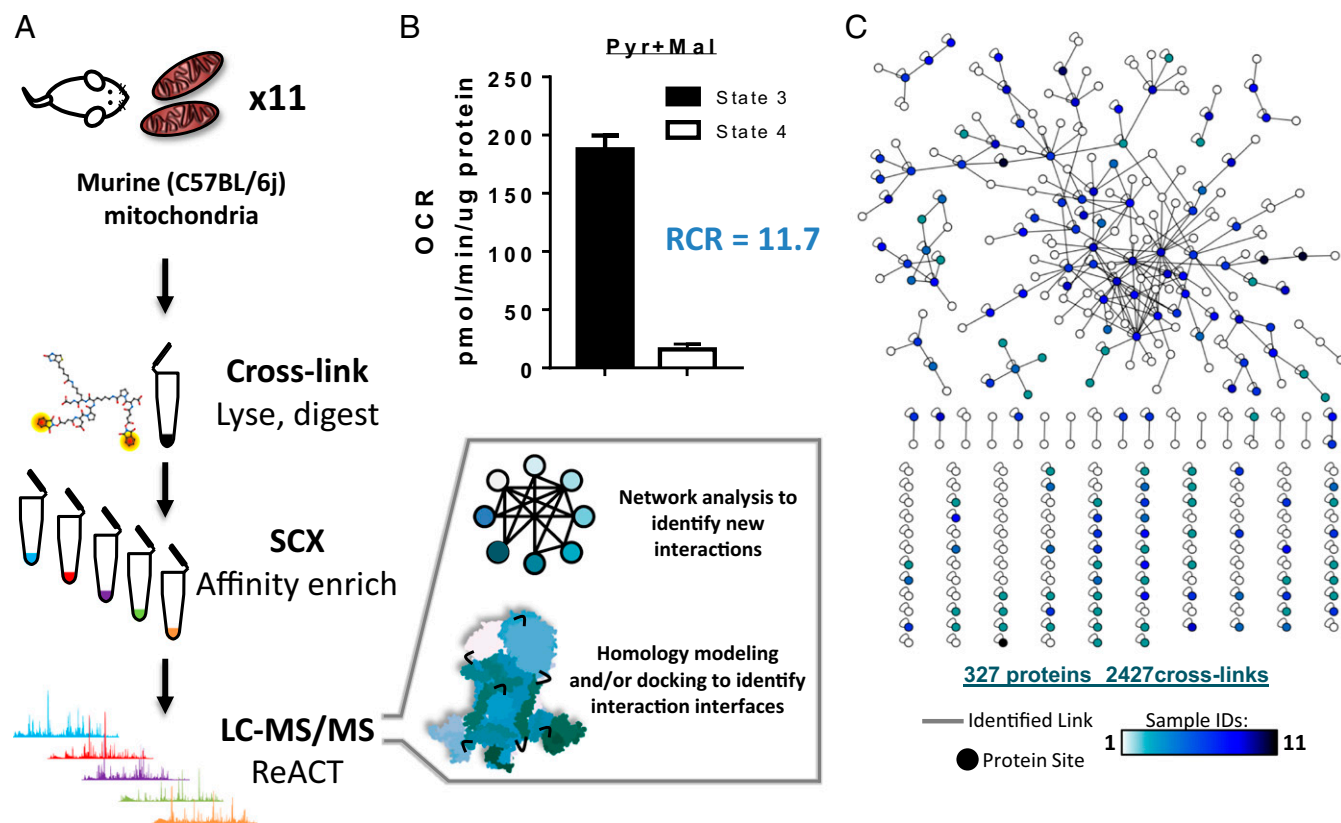 A
x11
Murine (C57BL/6j)
mitochondria
Cross-link
Lyse, digest
SCX
Affinity enrich
LC-MS/MS
ReACT
B
Pyr+Mal
250
200
150
100
50
0
OCR
pmol/min/ug protein
State 3
State 4
RCR = 11.7
Network analysis to
identify new
interactions
Homology modeling
and/or docking to identify
interaction interfaces
C
327 proteins 2427cross-links
Identified Link
Protein Site
Sample IDs:
1 11